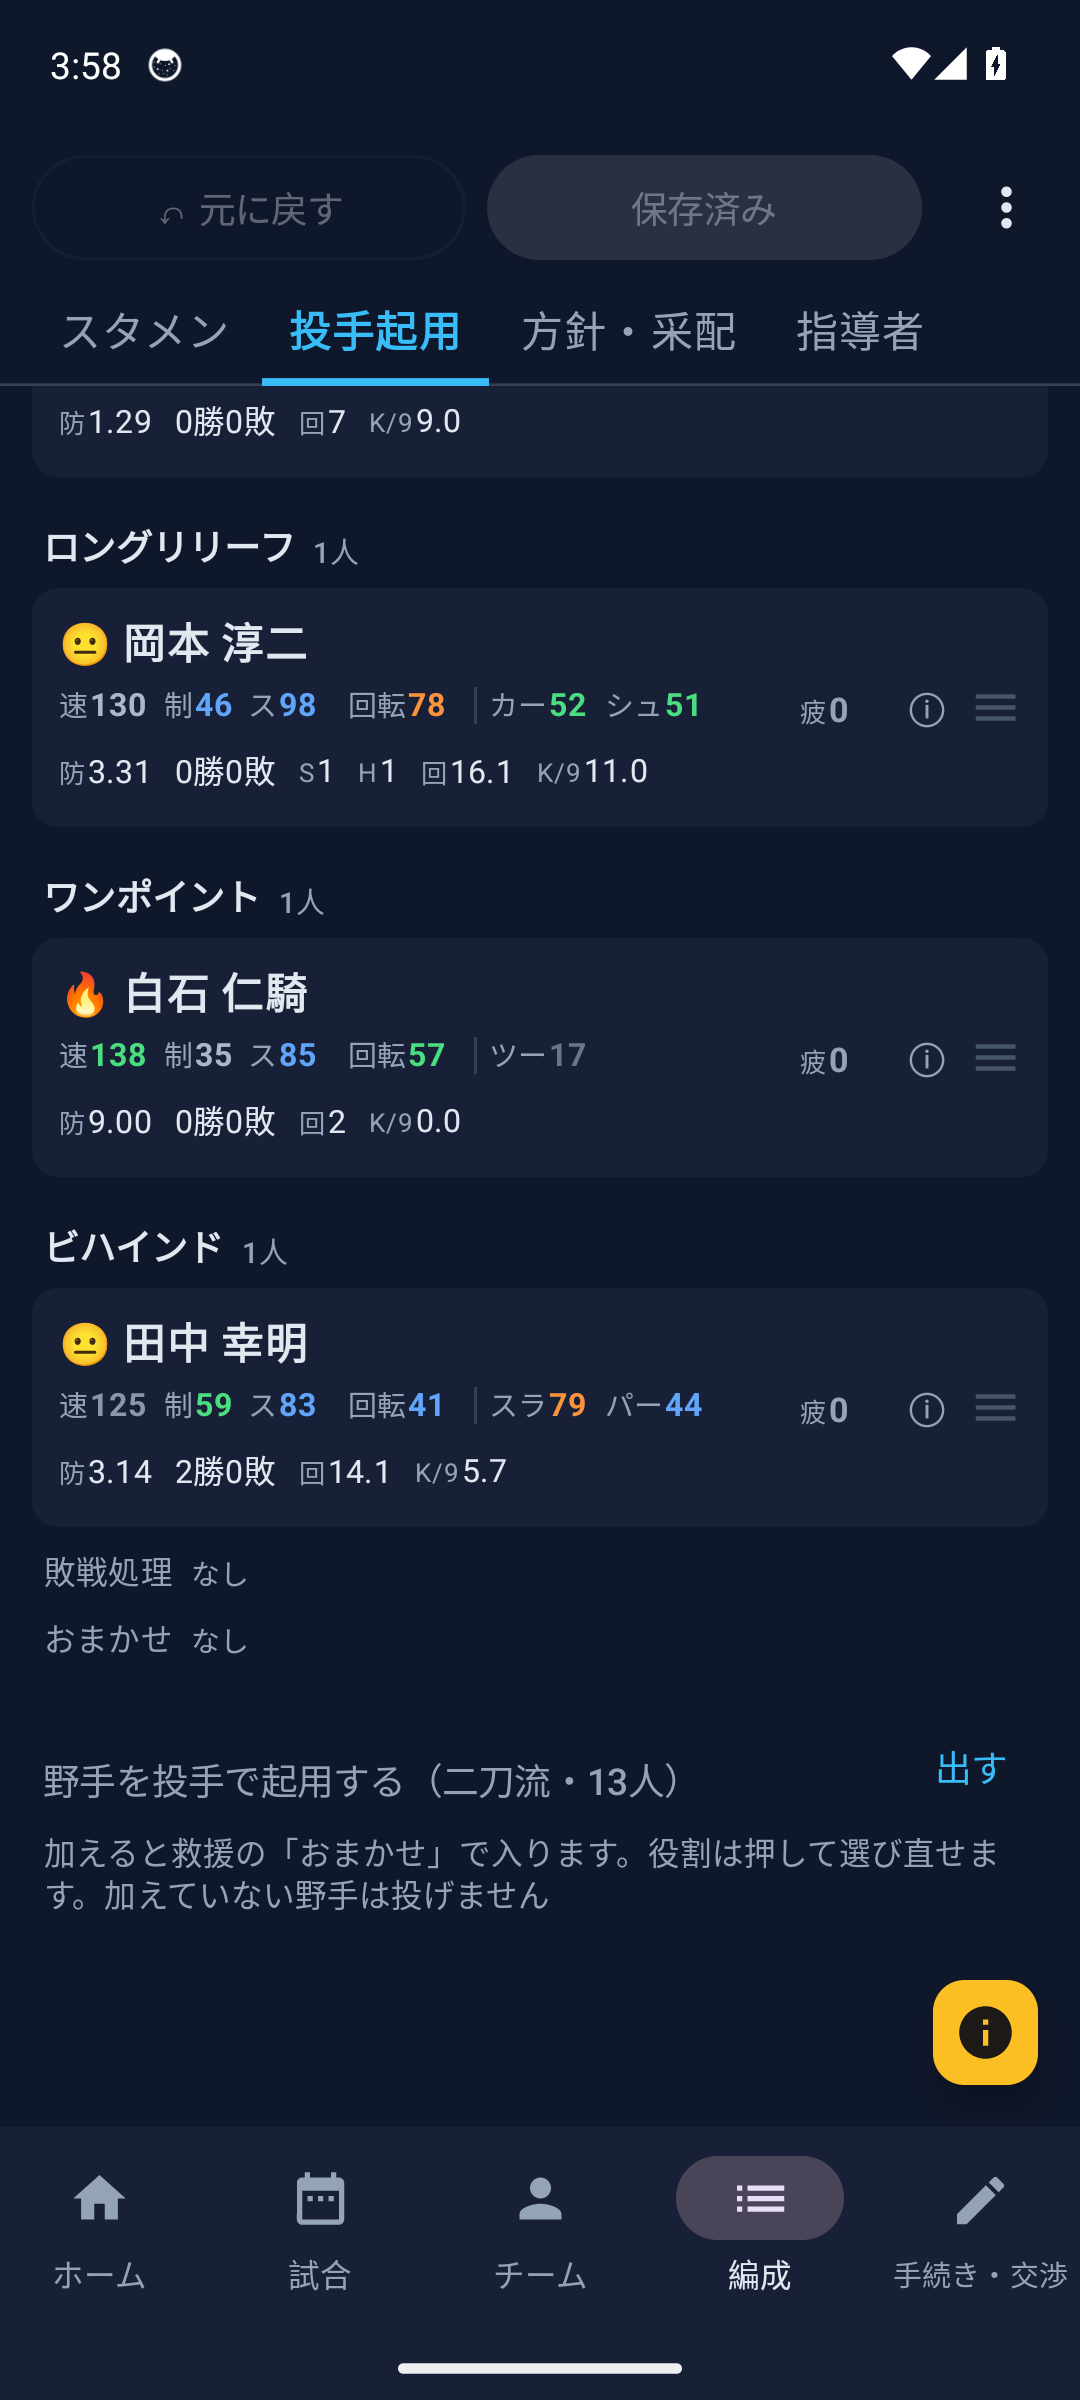 3:58
元に戻す
保存済み
スタメン 投手起用 方針・采配 指導者
防1.29 0勝0敗 回7 K/9 9.0
ロングリリーフ 1人
岡本 淳二
速130 制46 ス98 回転78 カー52 シュ51 疲0
防3.31 0勝0敗 S1 H1 回16.1 K/9 11.0
ワンポイント 1人
白石 仁騎
速138 制35 ス85 回転57 ツー17 疲0
防9.00 0勝0敗 回2 K/9 0.0
ビハインド 1人
田中 幸明
速125 制59 ス83 回転41 スラ79 パー44 疲0
防3.14 2勝0敗 回14.1 K/9 5.7
敗戦処理 なし
おまかせ なし
野手を投手で起用する（二刀流・13人） 出す
加えると救援の「おまかせ」で入ります。役割は押して選び直せま
す。加えていない野手は投げません
ホーム 試合 チーム 編成 手続き・交渉